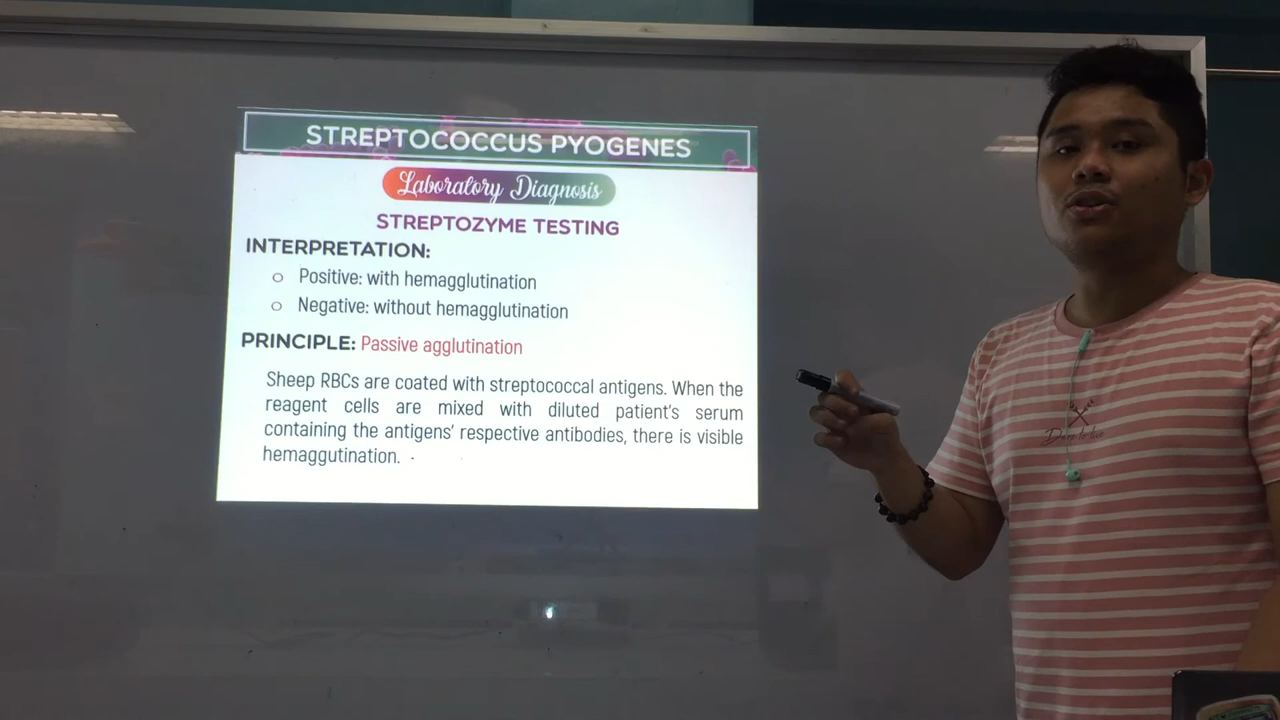 STREPTOCOCCUS PYOGENES
Laboratory Diagnosis
STREPTOZYME TESTING
INTERPRETATION:
○ Positive: with hemagglutination
○ Negative: without hemagglutination
PRINCIPLE: Passive agglutination
Sheep RBCs are coated with streptococcal antigens. When the
reagent cells are mixed with diluted patient's serum
containing the antigens' respective antibodies, there is visible
hemaggutination.